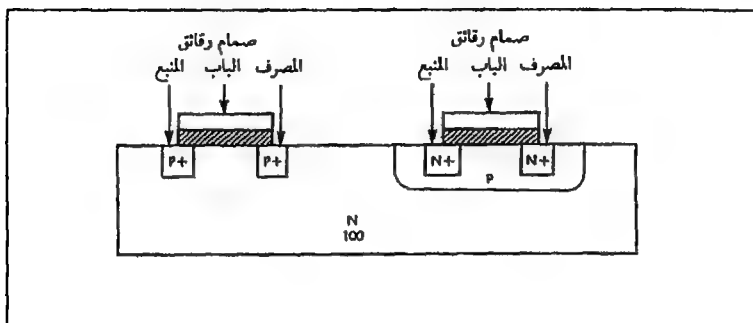 صمام رقائق
المنبع الباب المصرف
صمام رقائق
المنبع الباب المصرف
P+ P+
N+ N+
P
N
100